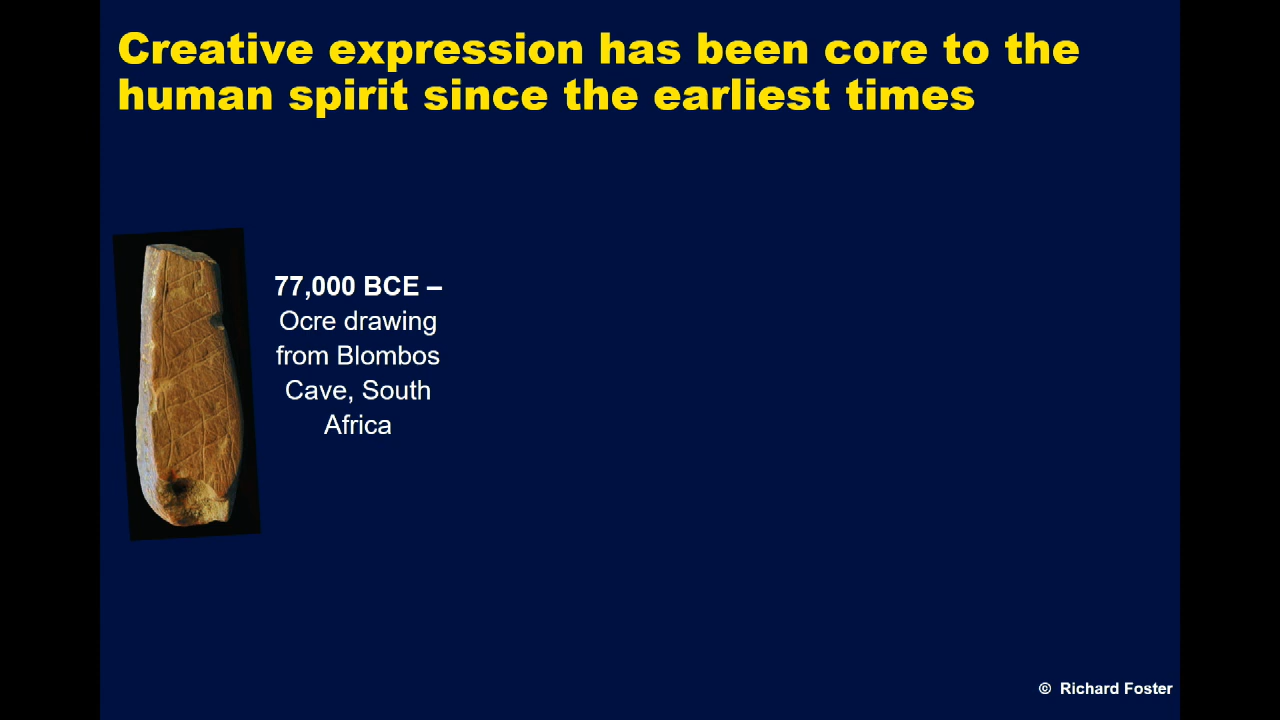 Creative expression has been core to the
human spirit since the earliest times
77,000 BCE –
Ocre drawing
from Blombos
Cave, South
Africa
© Richard Foster